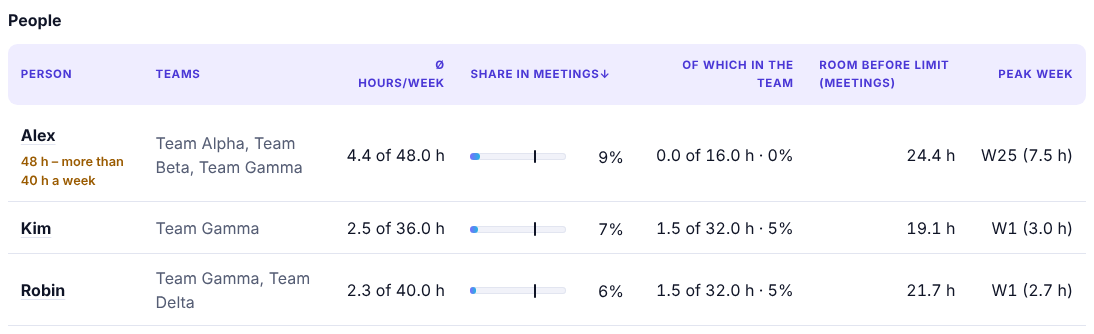 People
PERSON TEAMS Ø HOURS/WEEK SHARE IN MEETINGS↓ OF WHICH IN THE TEAM ROOM BEFORE LIMIT (MEETINGS) PEAK WEEK
Alex
48 h – more than
40 h a week
Team Alpha, Team
Beta, Team Gamma
4.4 of 48.0 h 9% 0.0 of 16.0 h · 0% 24.4 h W25 (7.5 h)
Kim Team Gamma 2.5 of 36.0 h 7% 1.5 of 32.0 h · 5% 19.1 h W1 (3.0 h)
Robin
Team Gamma, Team
Delta
2.3 of 40.0 h 6% 1.5 of 32.0 h · 5% 21.7 h W1 (2.7 h)